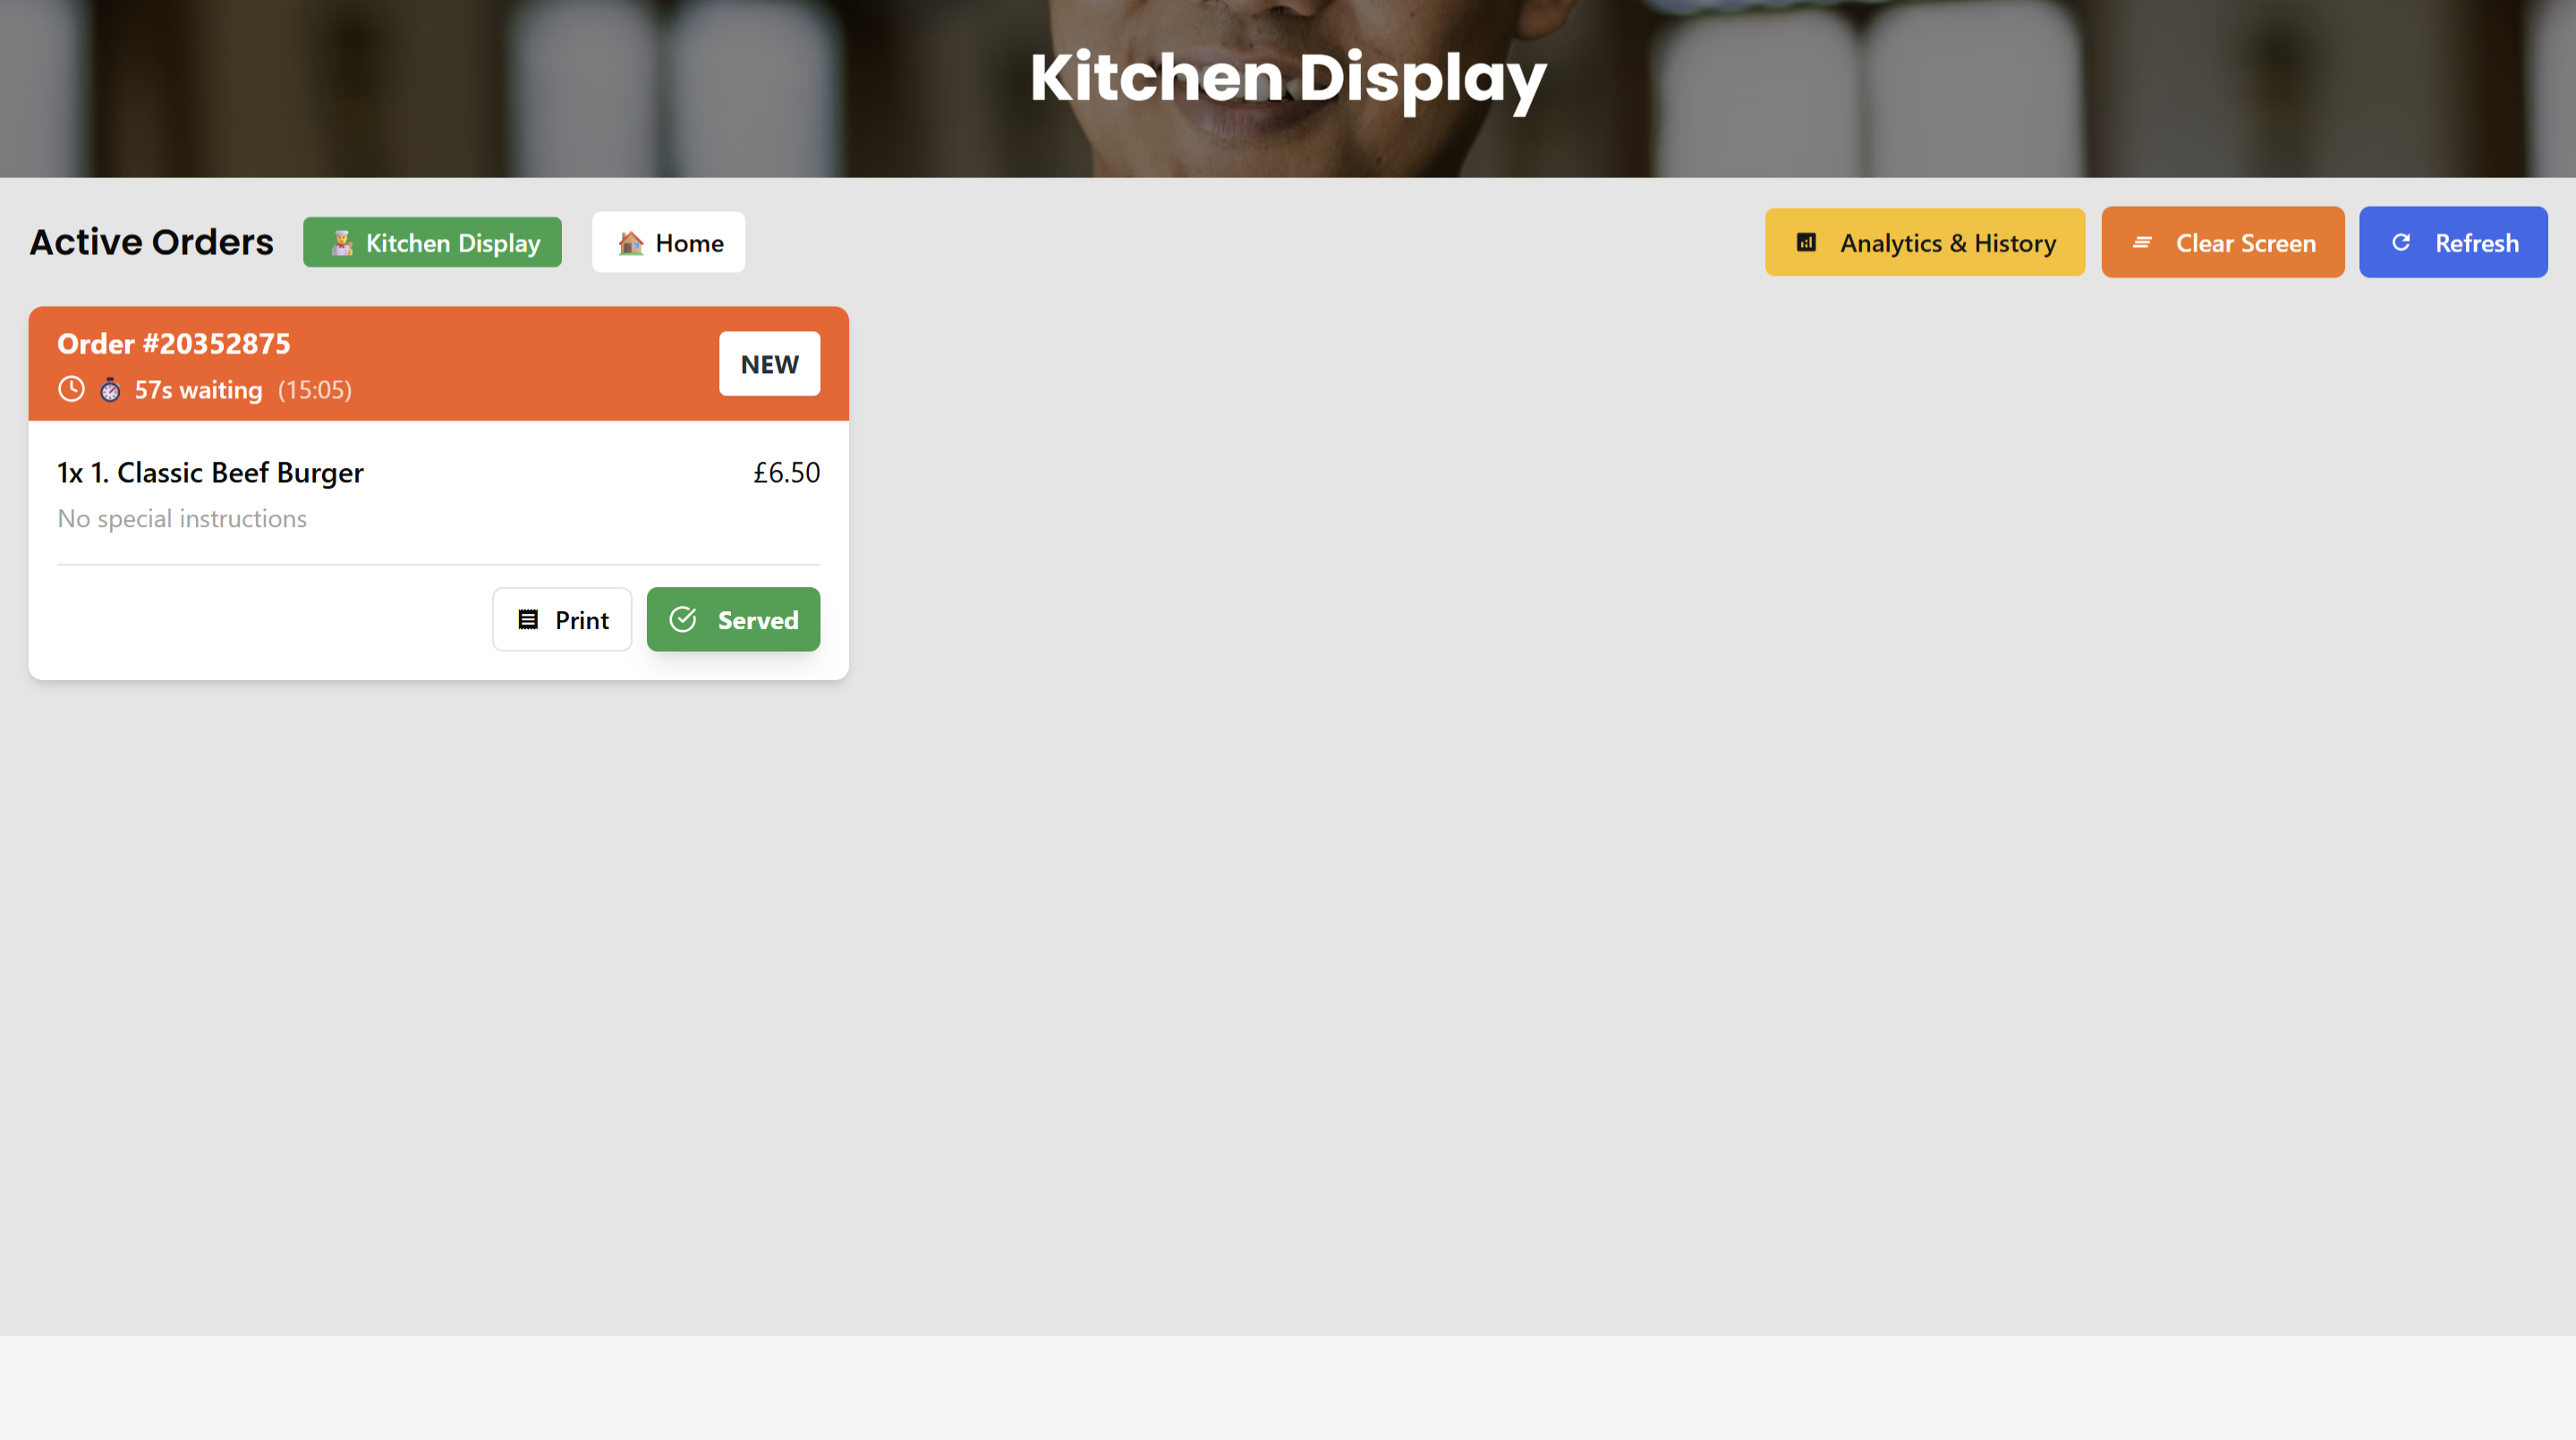 Kitchen Display
Active Orders
Kitchen Display
Home
Analytics & History
Clear Screen
Refresh
Order #20352875
NEW
57s waiting (15:05)
1x 1. Classic Beef Burger £6.50
No special instructions
Print
Served